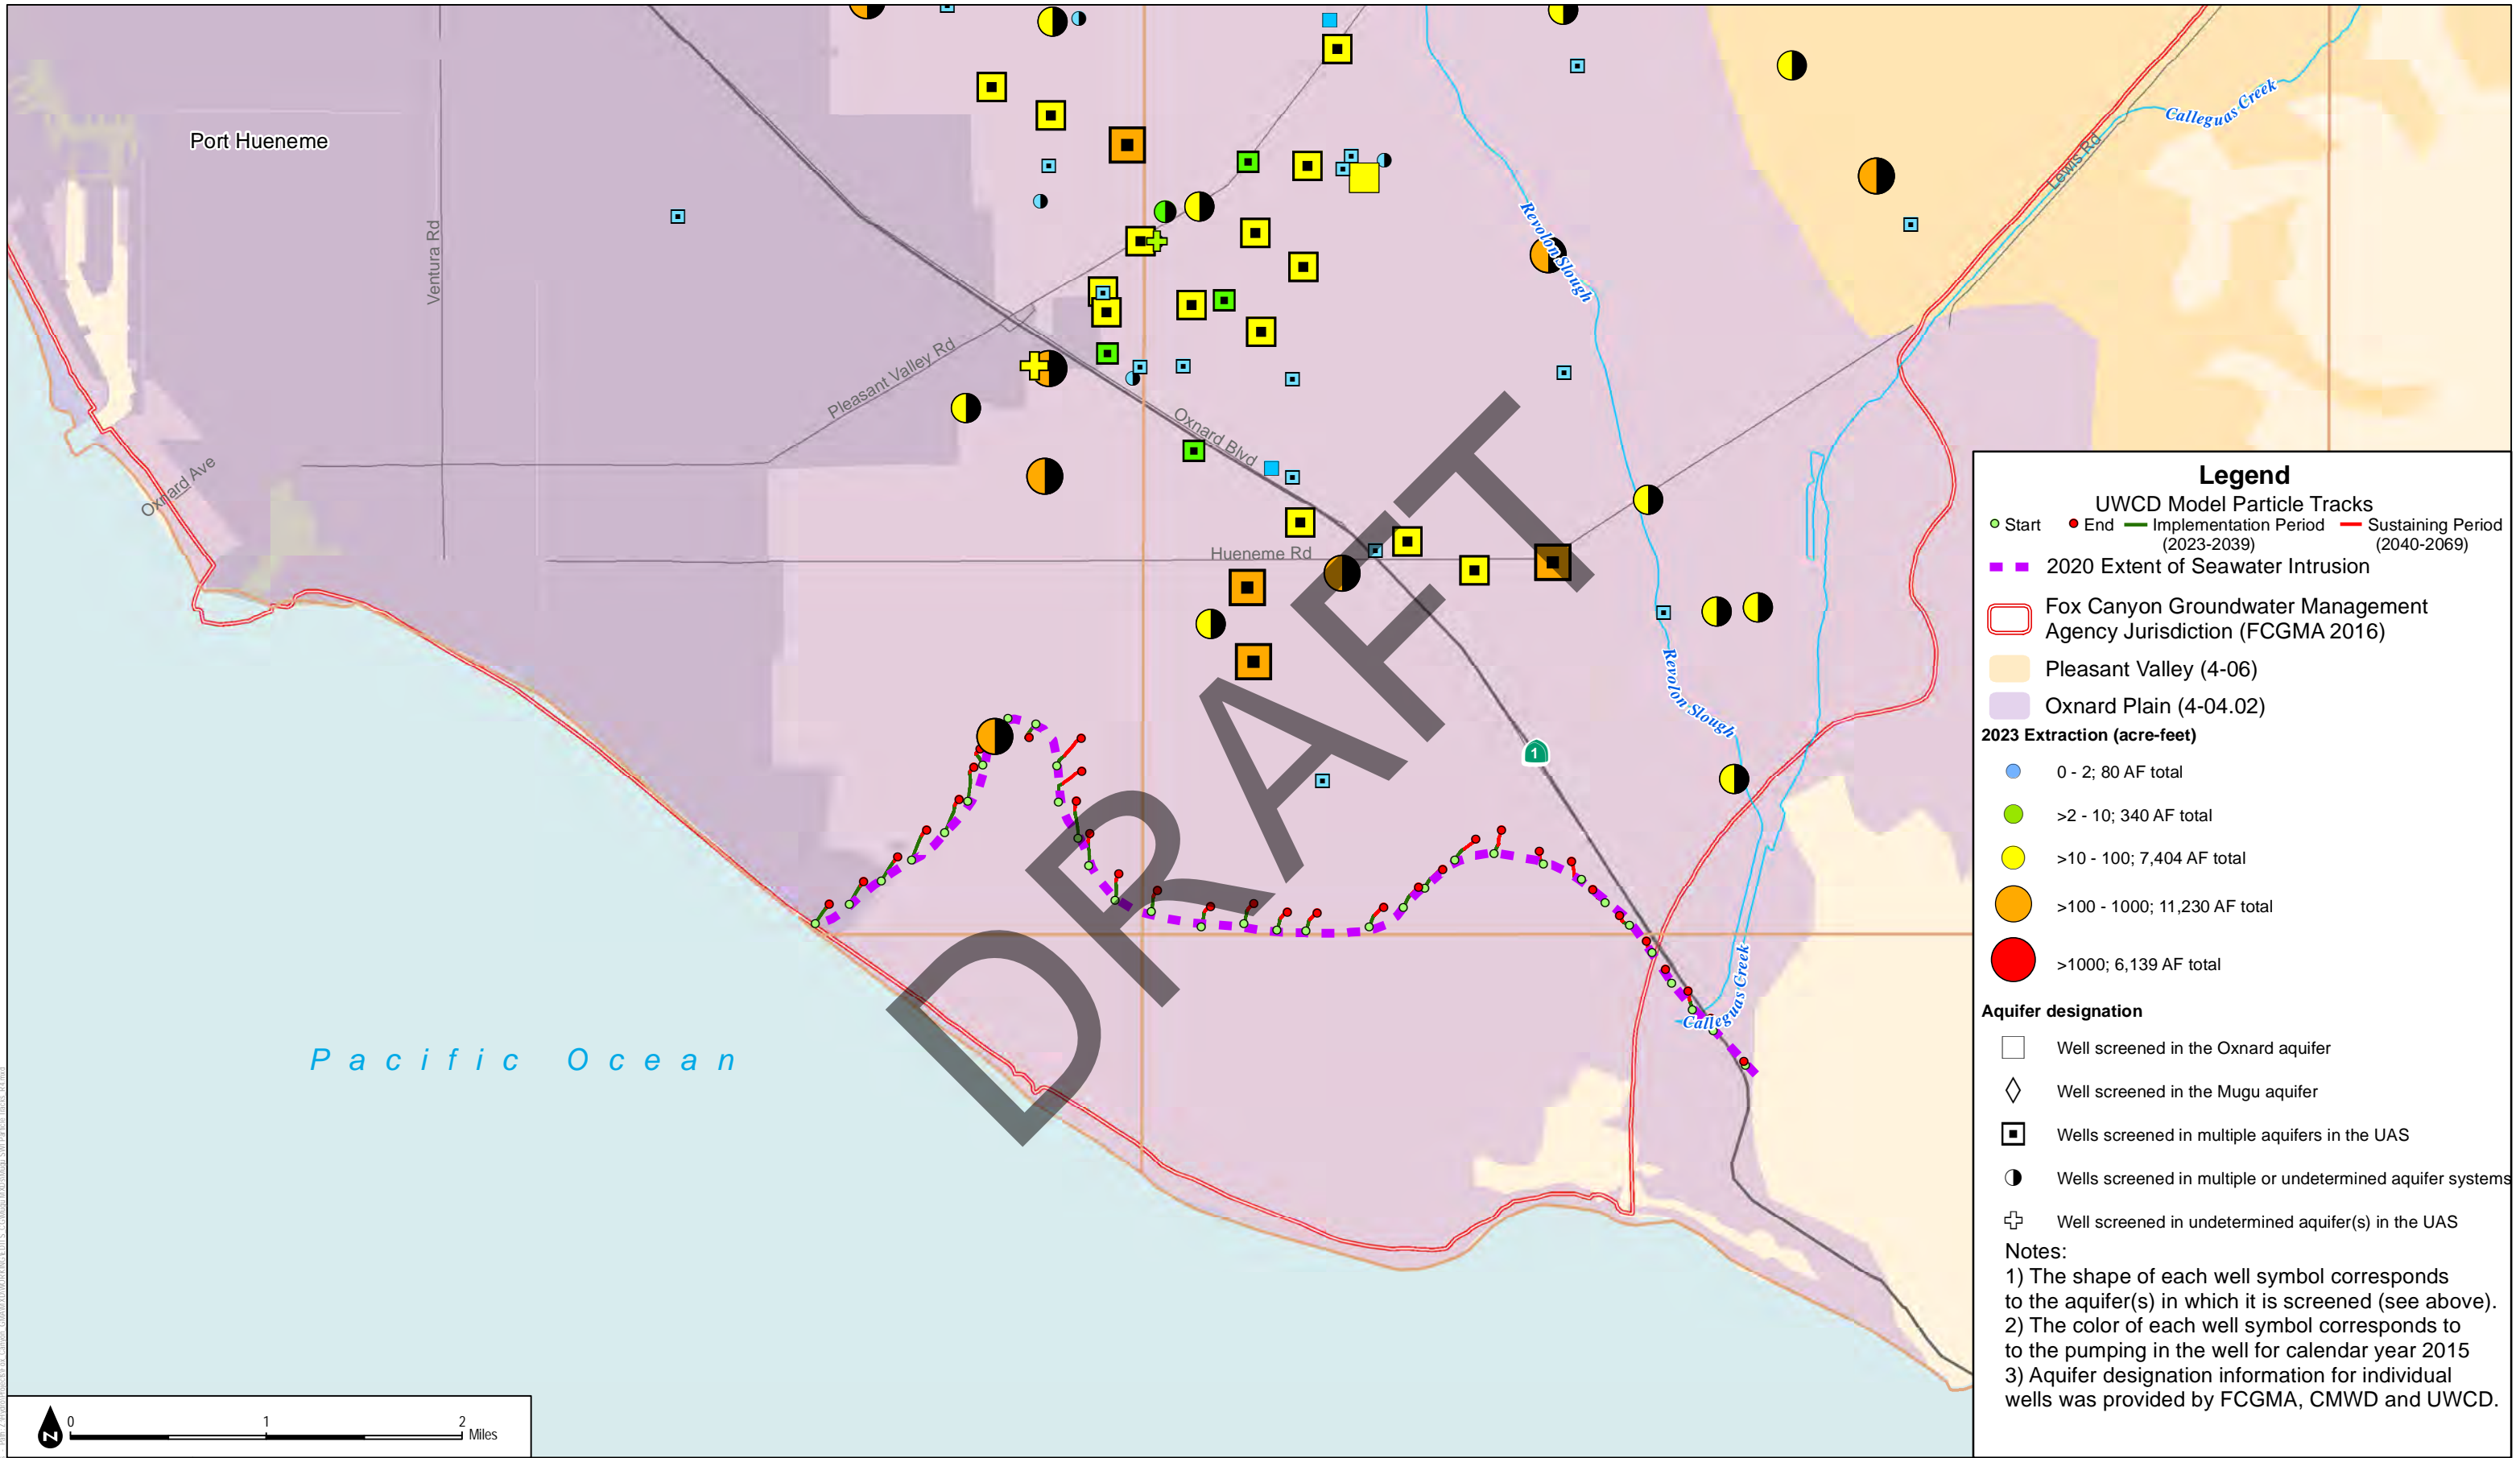 Port Hueneme
Ventura Rd
Oxnard Ave
Pleasant Valley Rd
Oxnard Blvd
Hueneme Rd
Lewis Rd
Calleguas Creek
Revolon Slough
Revolon Slough
Calleguas Creek
1
Pacific Ocean
DRAFT
N
0 1 2
Miles
Legend
UWCD Model Particle Tracks
Start End Implementation Period Sustaining Period
(2023-2039) (2040-2069)
2020 Extent of Seawater Intrusion
Fox Canyon Groundwater Management
Agency Jurisdiction (FCGMA 2016)
Pleasant Valley (4-06)
Oxnard Plain (4-04.02)
2023 Extraction (acre-feet)
0 - 2; 80 AF total
>2 - 10; 340 AF total
>10 - 100; 7,404 AF total
>100 - 1000; 11,230 AF total
>1000; 6,139 AF total
Aquifer designation
Well screened in the Oxnard aquifer
Well screened in the Mugu aquifer
Wells screened in multiple aquifers in the UAS
Wells screened in multiple or undetermined aquifer systems
Well screened in undetermined aquifer(s) in the UAS
Notes:
1) The shape of each well symbol corresponds
to the aquifer(s) in which it is screened (see above).
2) The color of each well symbol corresponds to
to the pumping in the well for calendar year 2015
3) Aquifer designation information for individual
wells was provided by FCGMA, CMWD and UWCD.